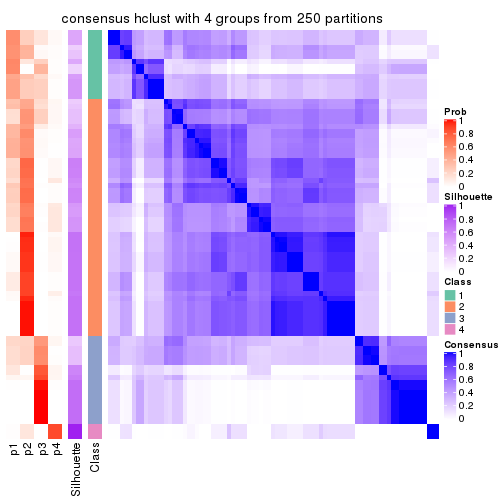 consensus hclust with 4 groups from 250 partitions
Prob
1
0.8
0.6
0.4
0.2
0
Silhouette
1
0.8
0.6
0.4
0.2
0
Class
1
2
3
4
Consensus
1
0.8
0.6
0.4
0.2
0
p1
p2
p3
p4
Silhouette
Class